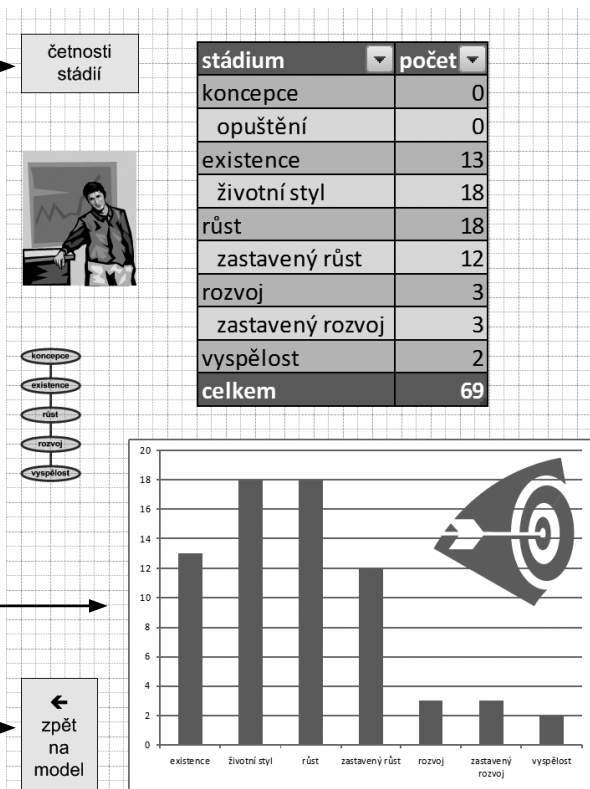 četnosti
stádií
stádium počet
koncepce 0
opuštění 0
existence 13
životní styl 18
růst 18
zastavený růst 12
rozvoj 3
zastavený rozvoj 3
vyspělost 2
celkem 69
koncepce
existence
růst
rozvoj
vyspělost
20
18
16
14
12
10
8
6
4
2
0
existence životní styl růst zastavený růst rozvoj zastavený rozvoj vyspělost
← zpět
na
model